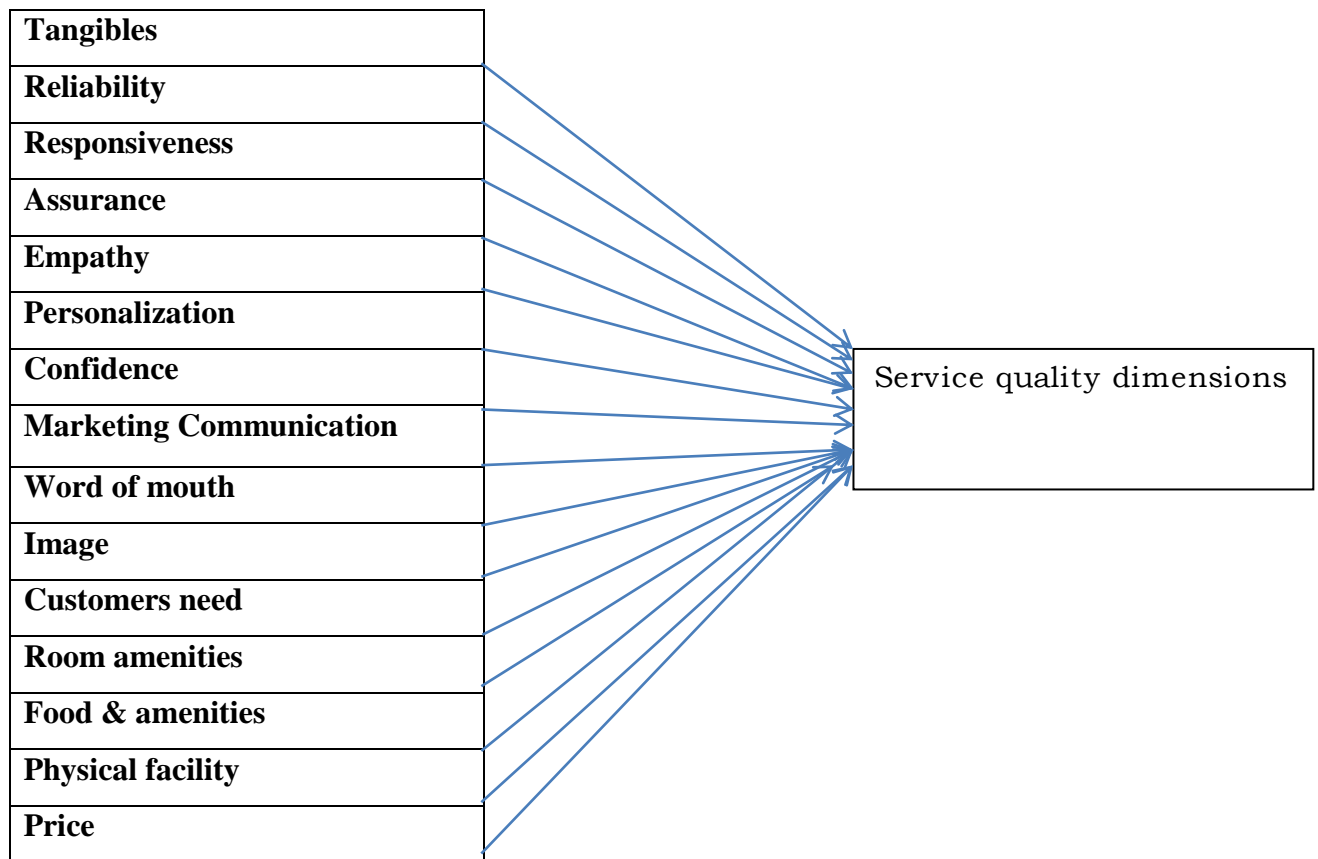 Tangibles
Reliability
Responsiveness
Assurance
Empathy
Personalization
Confidence
Marketing Communication
Word of mouth
Image
Customers need
Room amenities
Food & amenities
Physical facility
Price
Service quality dimensions